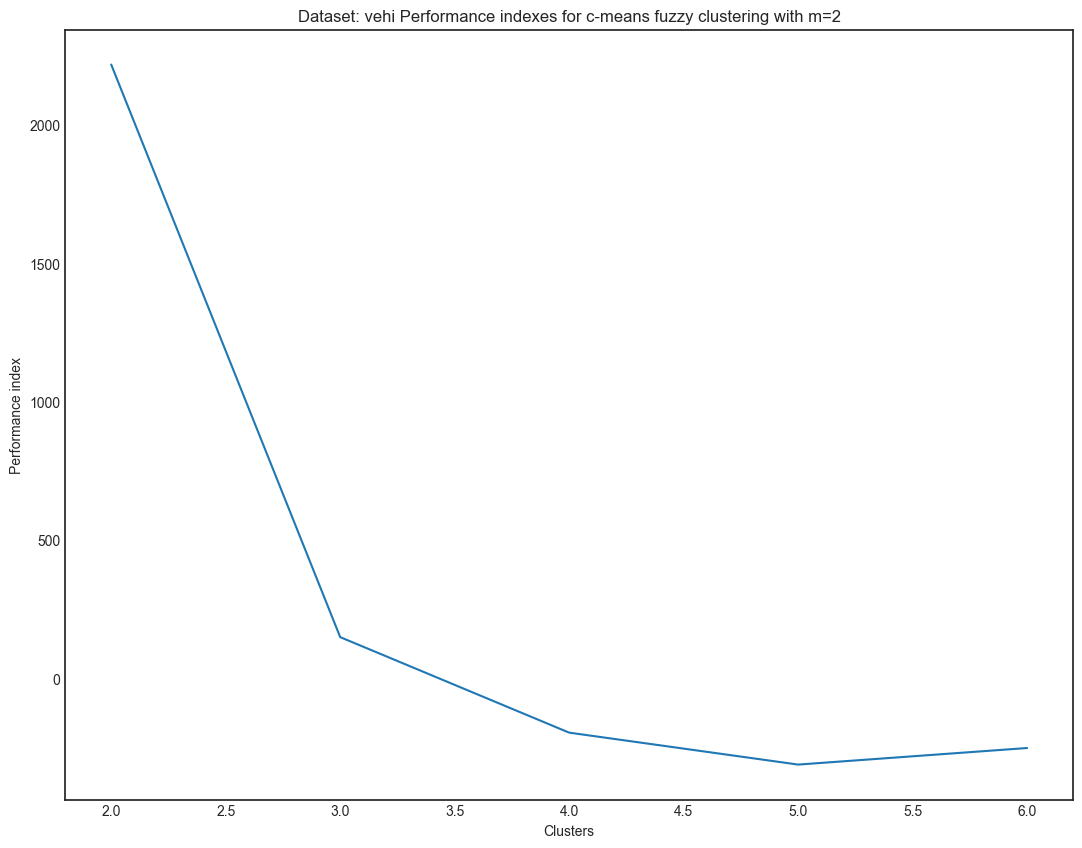 Dataset: vehi Performance indexes for c-means fuzzy clustering with m=2
2000
1500
1000
500
0
Performance index
2.0 2.5 3.0 3.5 4.0 4.5 5.0 5.5 6.0
Clusters